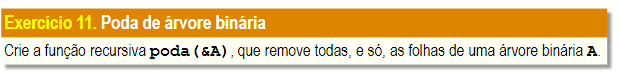 Exercício 11. Poda de árvore binária
Crie a função recursiva poda(&A), que remove todas, e só, as folhas de uma árvore binária A.